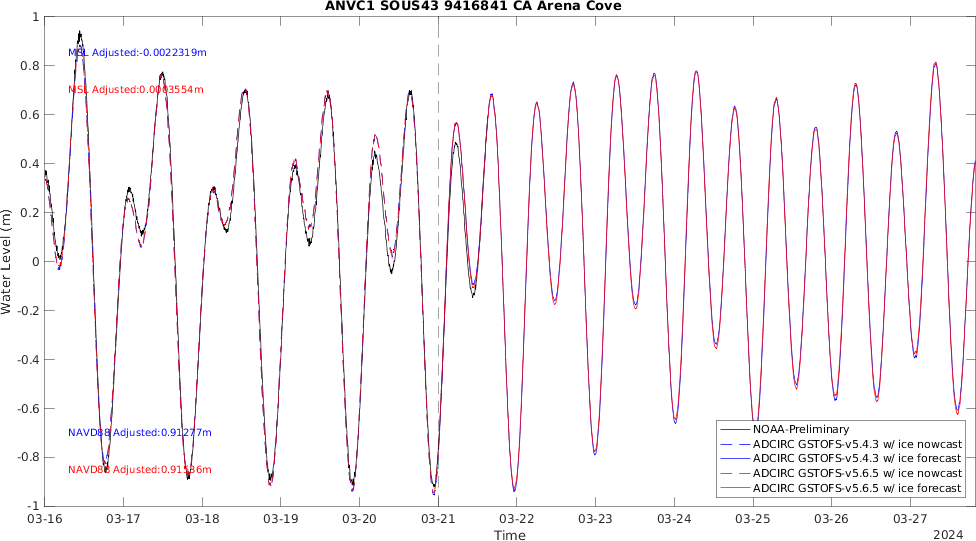 ANVC1 SOUS43 9416841 CA Arena Cove
1
0.8
0.6
0.4
0.2
0
-0.2
-0.4
-0.6
-0.8
-1
Water Level (m)
MSL Adjusted:-0.0022319m
MSL Adjusted:0.0003554m
NAVD88 Adjusted:0.91277m
NAVD88 Adjusted:0.91536m
NOAA-Preliminary
ADCIRC GSTOFS-v5.4.3 w/ ice nowcast
ADCIRC GSTOFS-v5.4.3 w/ ice forecast
ADCIRC GSTOFS-v5.6.5 w/ ice nowcast
ADCIRC GSTOFS-v5.6.5 w/ ice forecast
03-16 03-17 03-18 03-19 03-20 03-21 03-22 03-23 03-24 03-25 03-26 03-27
Time
2024